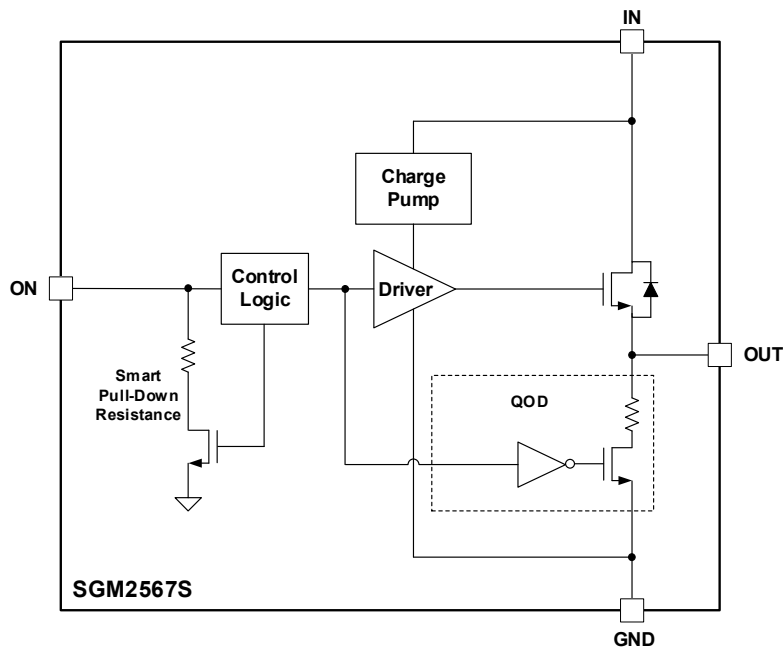 IN
Charge
Pump
ON
Control
Logic
Driver
OUT
Smart
Pull-Down
Resistance
QOD
SGM2567S
GND